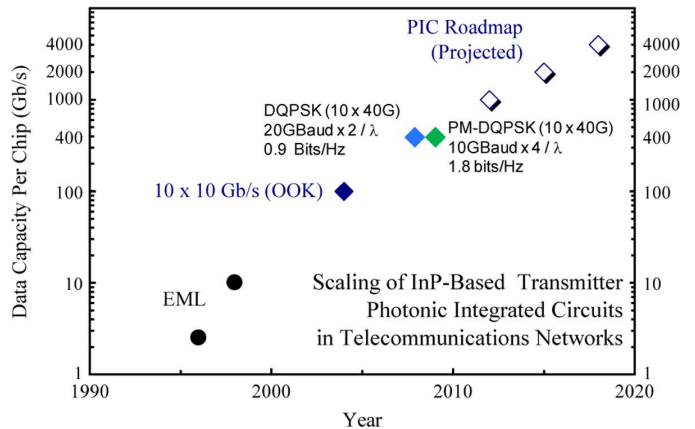 Data Capacity Per Chip (Gb/s)
4000
2000
1000
400
100
10
1
PIC Roadmap
(Projected)
DQPSK (10 x 40G)
20GBaud x 2 / λ
0.9 Bits/Hz
PM-DQPSK (10 x 40G)
10GBaud x 4 / λ
1.8 bits/Hz
10 x 10 Gb/s (OOK)
EML
Scaling of InP-Based Transmitter
Photonic Integrated Circuits
in Telecommunications Networks
4000
2000
1000
400
100
10
1
1990
2000
2010
2020
Year